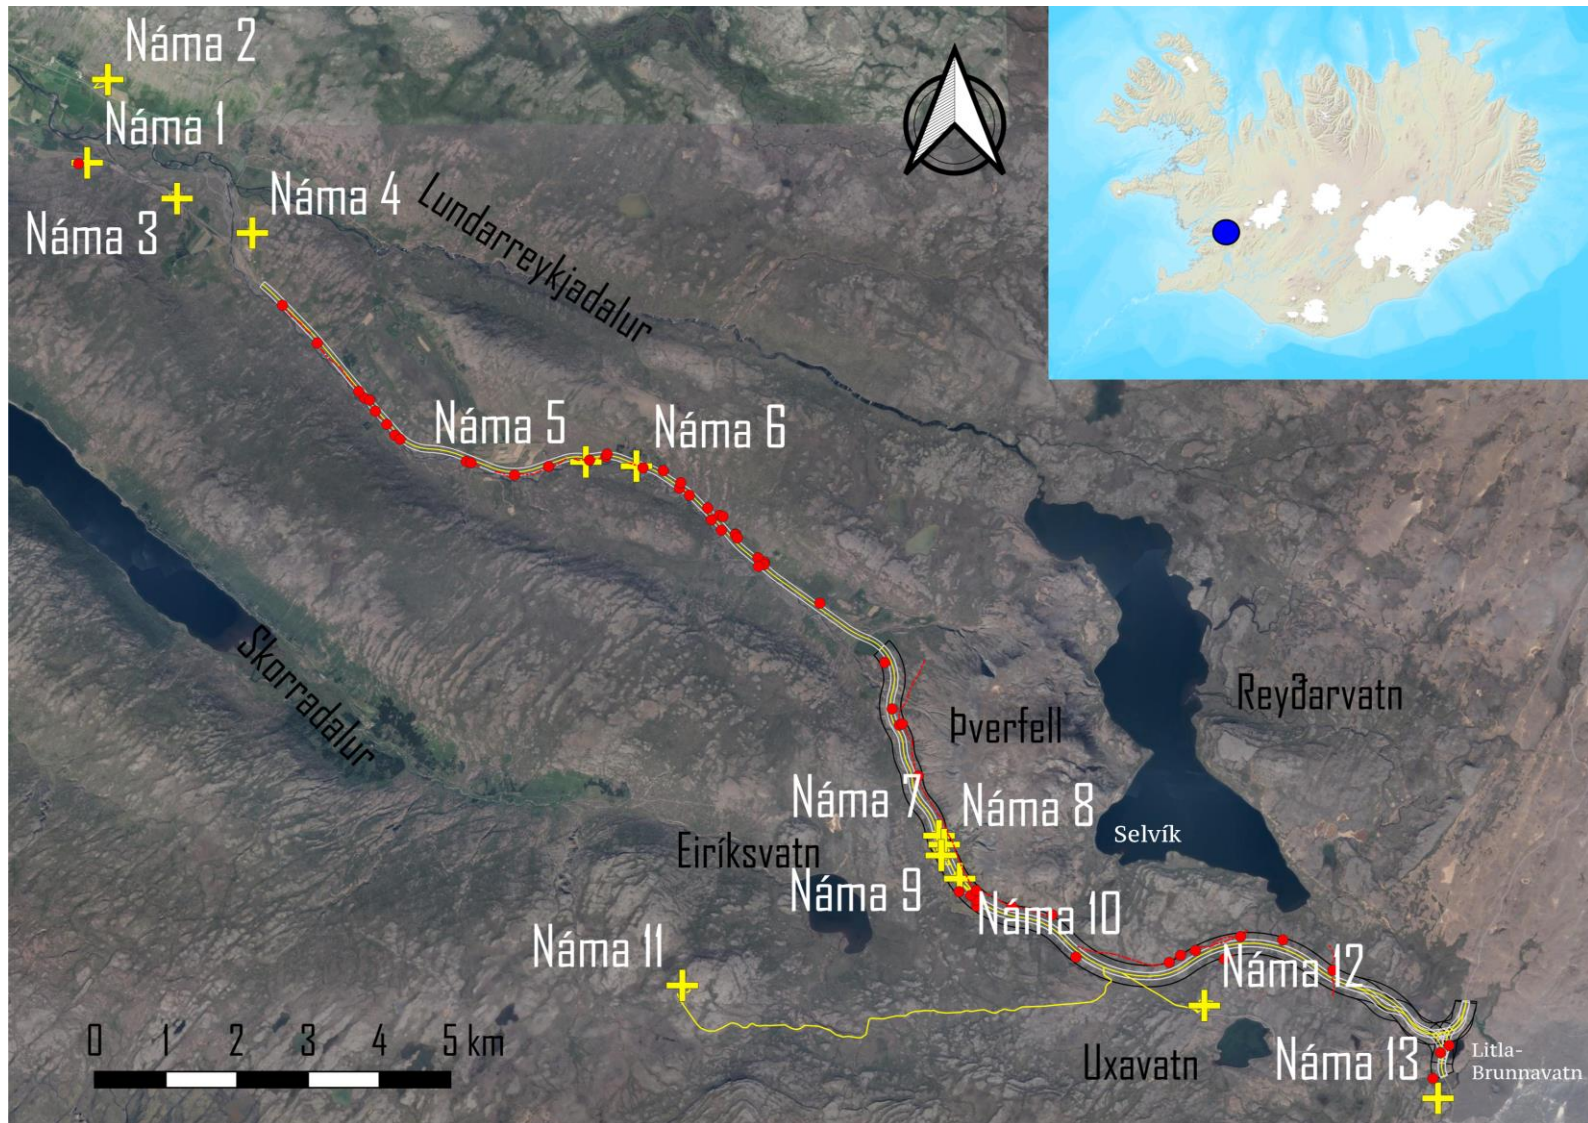 Náma 2
Náma 1
Náma 3
Náma 4
Lundarreykjadalur
Náma 5
Náma 6
Skorradalur
Reyðarvatn
Þverfell
Náma 7
Náma 8
Selvík
Eiríksvatn
Náma 9
Náma 10
Náma 11
Náma 12
0 1 2 3 4 5 km
Uxavatn
Náma 13
Litla-
Brunnavatn